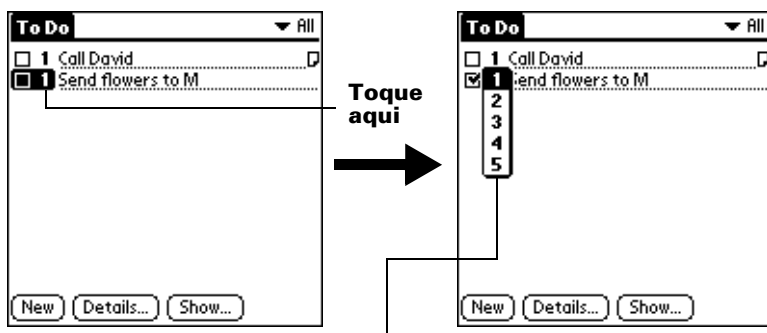 To Do
All
1 Call David
1 Send flowers to M
New Details... Show...
Toque
aqui
To Do
All
1 Call David
1 end flowers to M
2
3
4
5
New Details... Show...